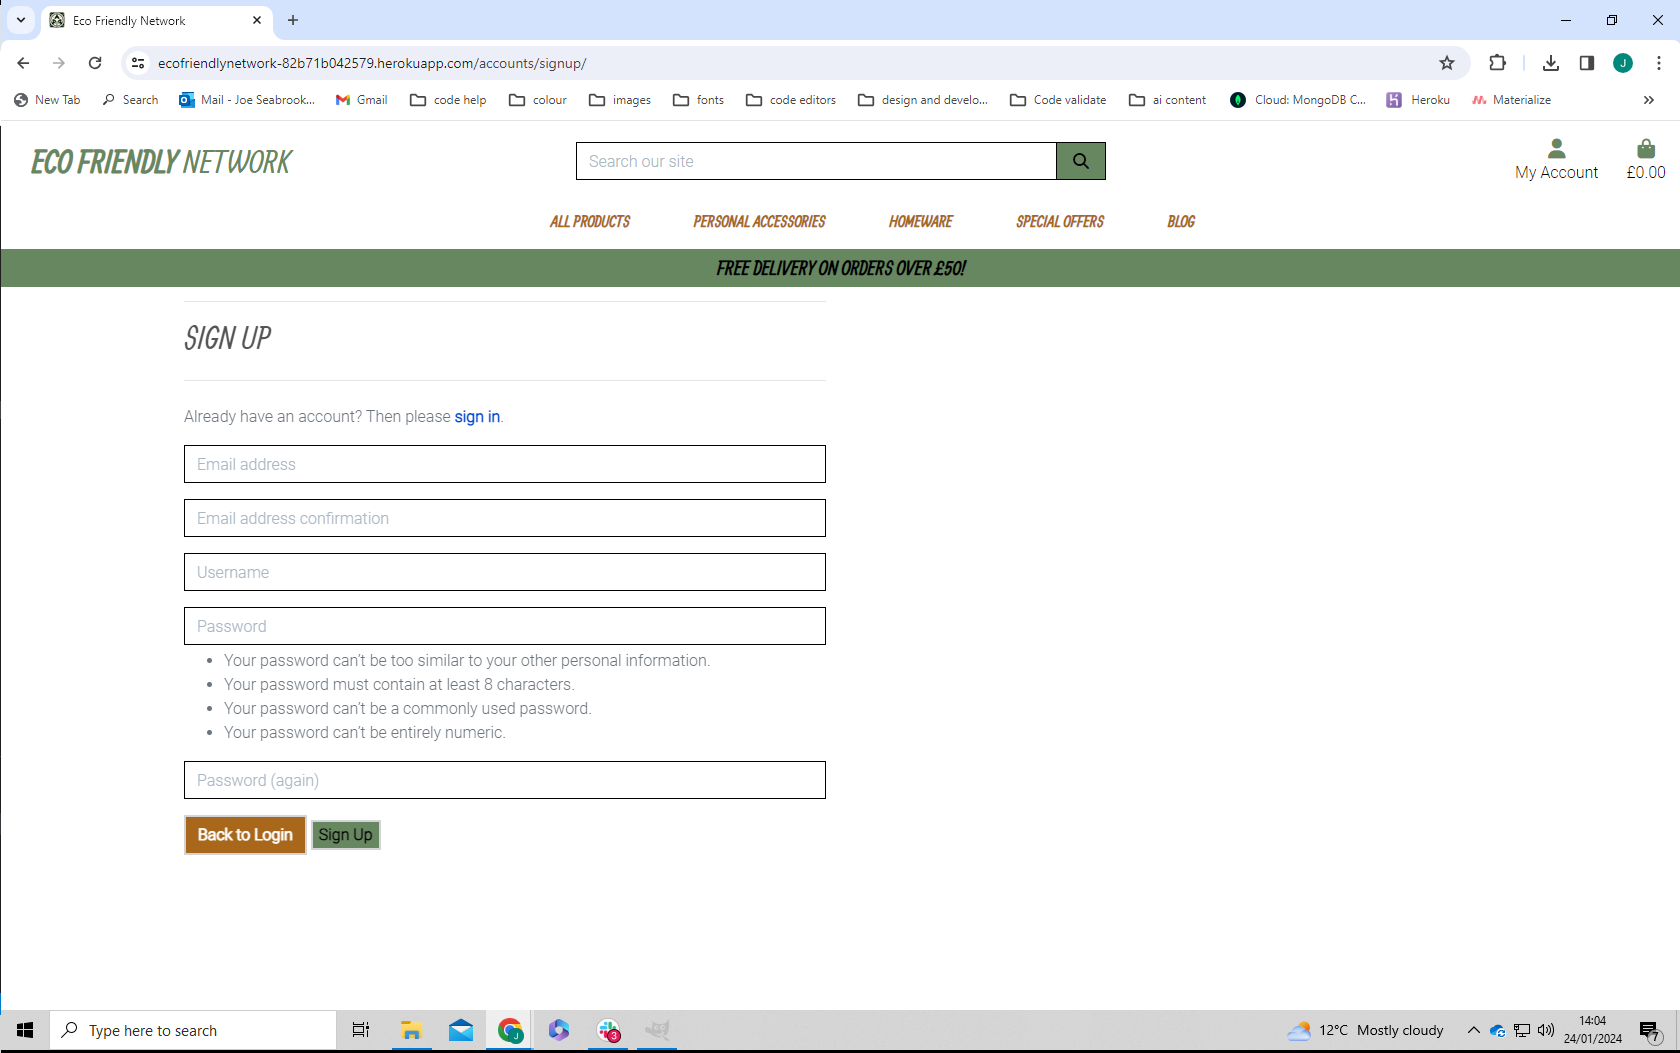 Eco Friendly Network
ecofriendlynetwork-82b71b042579.herokuapp.com/accounts/signup/
New Tab Search Mail - Joe Seabrook... Gmail code help colour images fonts code editors design and develo... Code validate ai content Cloud: MongoDB C... Heroku Materialize
J
ECO FRIENDLY NETWORK
Search our site
My Account
£0.00
ALL PRODUCTS PERSONAL ACCESSORIES HOMEWARE SPECIAL OFFERS BLOG
FREE DELIVERY ON ORDERS OVER £50!
SIGN UP
Already have an account? Then please sign in.
Email address
Email address confirmation
Username
Password
Your password can't be too similar to your other personal information.
Your password must contain at least 8 characters.
Your password can't be a commonly used password.
Your password can't be entirely numeric.
Password (again)
Back to Login Sign Up
Type here to search
J
3
12°C Mostly cloudy
14:04
24/01/2024
7